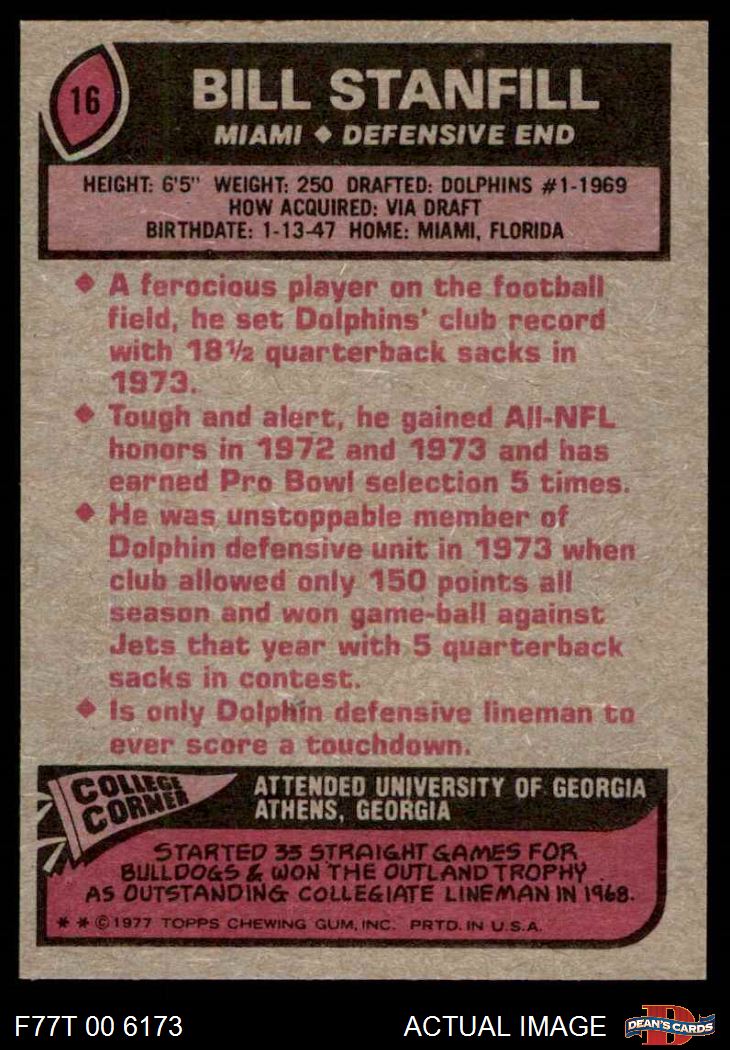 16
BILL STANFILL
MIAMI ♦ DEFENSIVE END
HEIGHT: 6'5" WEIGHT: 250 DRAFTED: DOLPHINS #1-1969
HOW ACQUIRED: VIA DRAFT
BIRTHDATE: 1-13-47 HOME: MIAMI, FLORIDA
♦ A ferocious player on the football
field, he set Dolphins' club record
with 18½ quarterback sacks in
1973.
♦ Tough and alert, he gained All-NFL
honors in 1972 and 1973 and has
earned Pro Bowl selection 5 times.
♦ He was unstoppable member of
Dolphin defensive unit in 1973 when
club allowed only 150 points all
season and won game-ball against
Jets that year with 5 quarterback
sacks in contest.
♦ Is only Dolphin defensive lineman to
ever score a touchdown.
COLLEGE
CORNER
ATTENDED UNIVERSITY OF GEORGIA
ATHENS, GEORGIA
STARTED 33 STRAIGHT GAMES FOR
BULLDOGS & WON THE OUTLAND TROPHY
AS OUTSTANDING COLLEGIATE LINEMAN IN 1968.
* * © 1977 TOPPS CHEWING GUM, INC. PRTD. IN U.S.A.
F77T 00 6173
ACTUAL IMAGE
D
DEAN'S CARDS